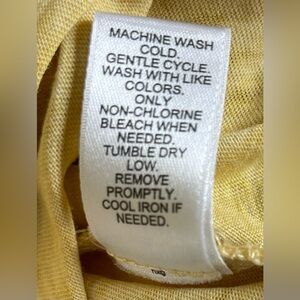 MACHINE WASH
COLD.
GENTLE CYCLE.
WASH WITH LIKE
COLORS.
ONLY
NON-CHLORINE
BLEACH WHEN
NEEDED.
TUMBLE DRY
LOW.
REMOVE
PROMPTLY.
COOL IRON IF
NEEDED.